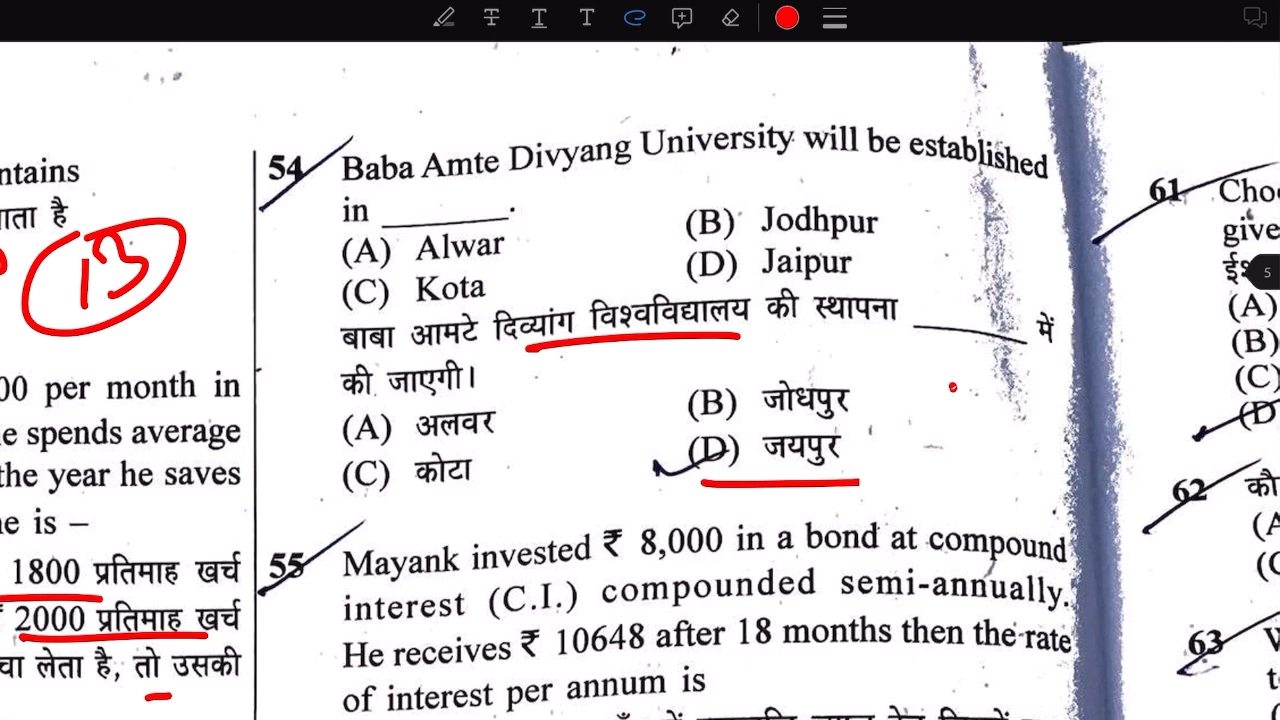 ntains
ाता है
13
00 per month in
e spends average
the year he saves
e is –
1800 प्रतिमाह खर्च
2000 प्रतिमाह खर्च
चा लेता है, तो उसकी
54 Baba Amte Divyang University will be established
in ________.
(A) Alwar (B) Jodhpur
(C) Kota (D) Jaipur
बाबा आमटे दिव्यांग विश्वविद्यालय की स्थापना ________ में
की जाएगी।
(A) अलवर (B) जोधपुर
(C) कोटा (D) जयपुर
55 Mayank invested ₹ 8,000 in a bond at compound
interest (C.I.) compounded semi-annually.
He receives ₹ 10648 after 18 months then the rate
of interest per annum is
61 Cho
give
(A)
(B)
(C)
(D
62 कौ
(A
(C
63 W
t
5